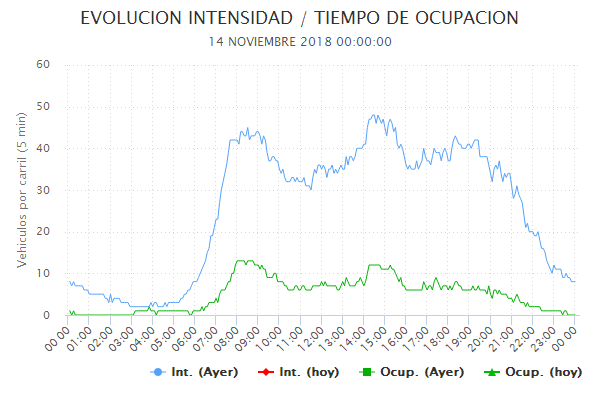 EVOLUCION INTENSIDAD / TIEMPO DE OCUPACION
14 NOVIEMBRE 2018 00:00:00
Vehiculos por carril (5 min)
60
50
40
30
20
10
0
00:00 01:00 02:00 03:00 04:00 05:00 06:00 07:00 08:00 09:00 10:00 11:00 12:00 13:00 14:00 15:00 16:00 17:00 18:00 19:00 20:00 21:00 22:00 23:00 00:00
Int. (Ayer) Int. (hoy) Ocup. (Ayer) Ocup. (hoy)